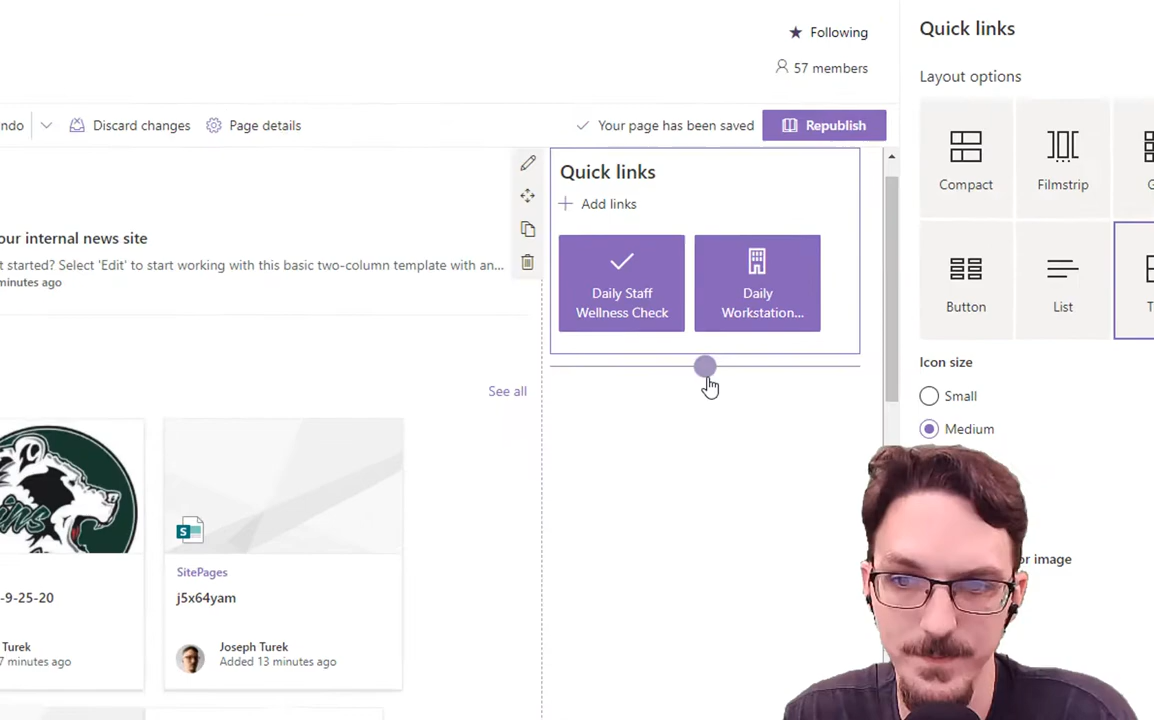 Following
57 members
ndo
Discard changes
Page details
Your page has been saved
Republish
Quick links
Add links
Daily Staff
Wellness Check
Daily
Workstation...
our internal news site
t started? Select 'Edit' to start working with this basic two-column template with an...
minutes ago
See all
SitePages
-9-25-20
j5x64yam
Turek
7 minutes ago
Joseph Turek
Added 13 minutes ago
Quick links
Layout options
Compact
Filmstrip
G
Button
List
T
Icon size
Small
Medium
or image